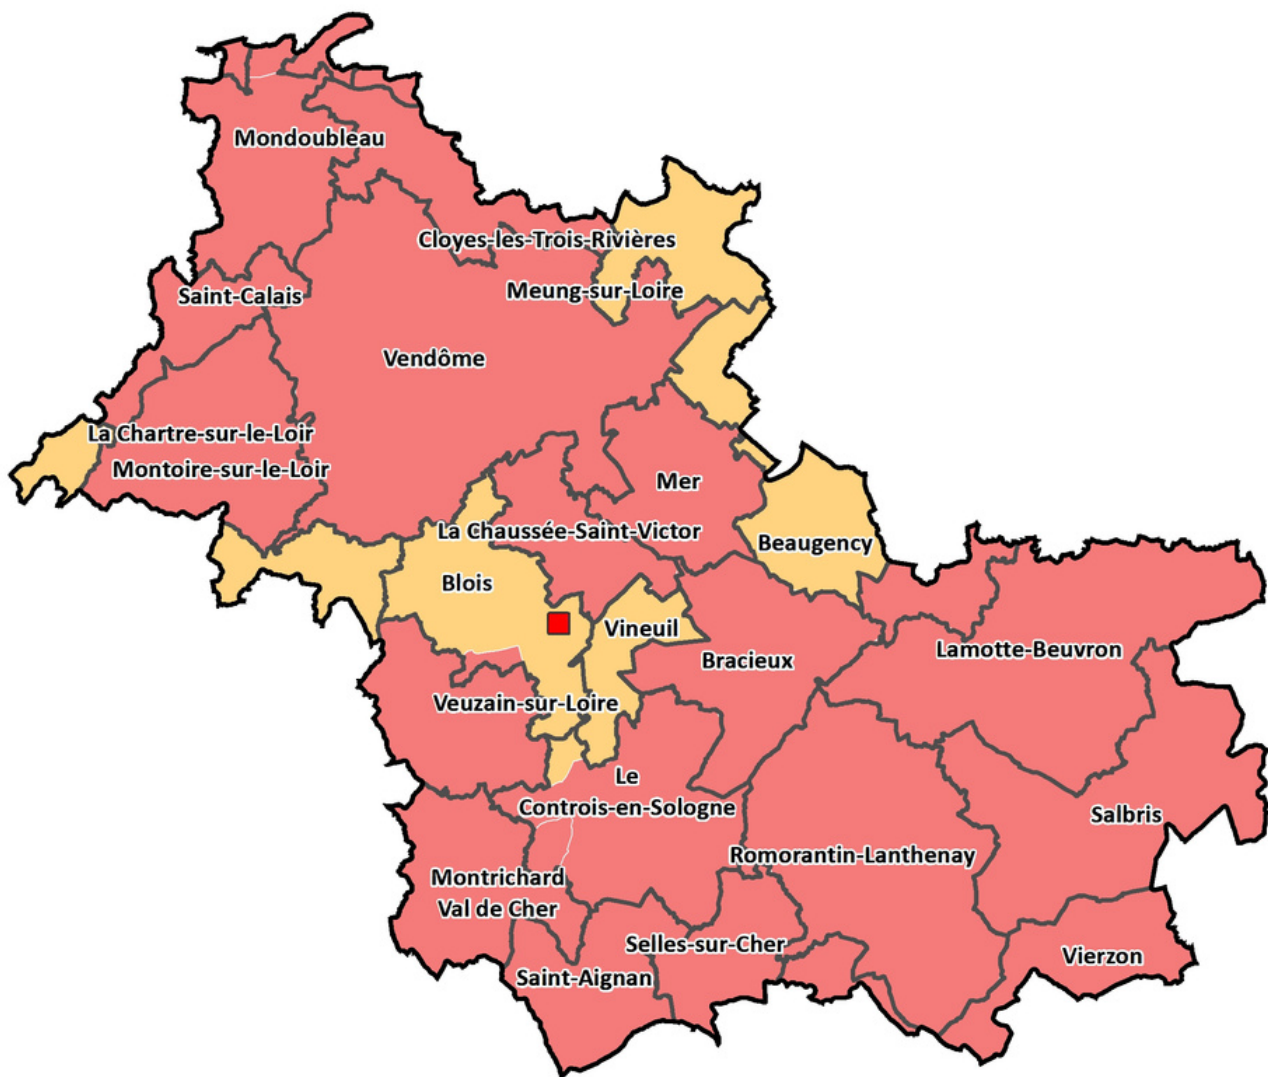 Mondoubleau
Cloyes-les-Trois-Rivières
Meung-sur-Loire
Saint-Calais
Vendôme
La Chartre-sur-le-Loir
Montoire-sur-le-Loir
Mer
La Chaussée-Saint-Victor
Beaugency
Blois
Vineuil
Bracieux
Lamotte-Beuvron
Veuzain-sur-Loire
Le
Controis-en-Sologne
Salbris
Romorantin-Lanthenay
Montrichard
Val de Cher
Selles-sur-Cher
Vierzon
Saint-Aignan